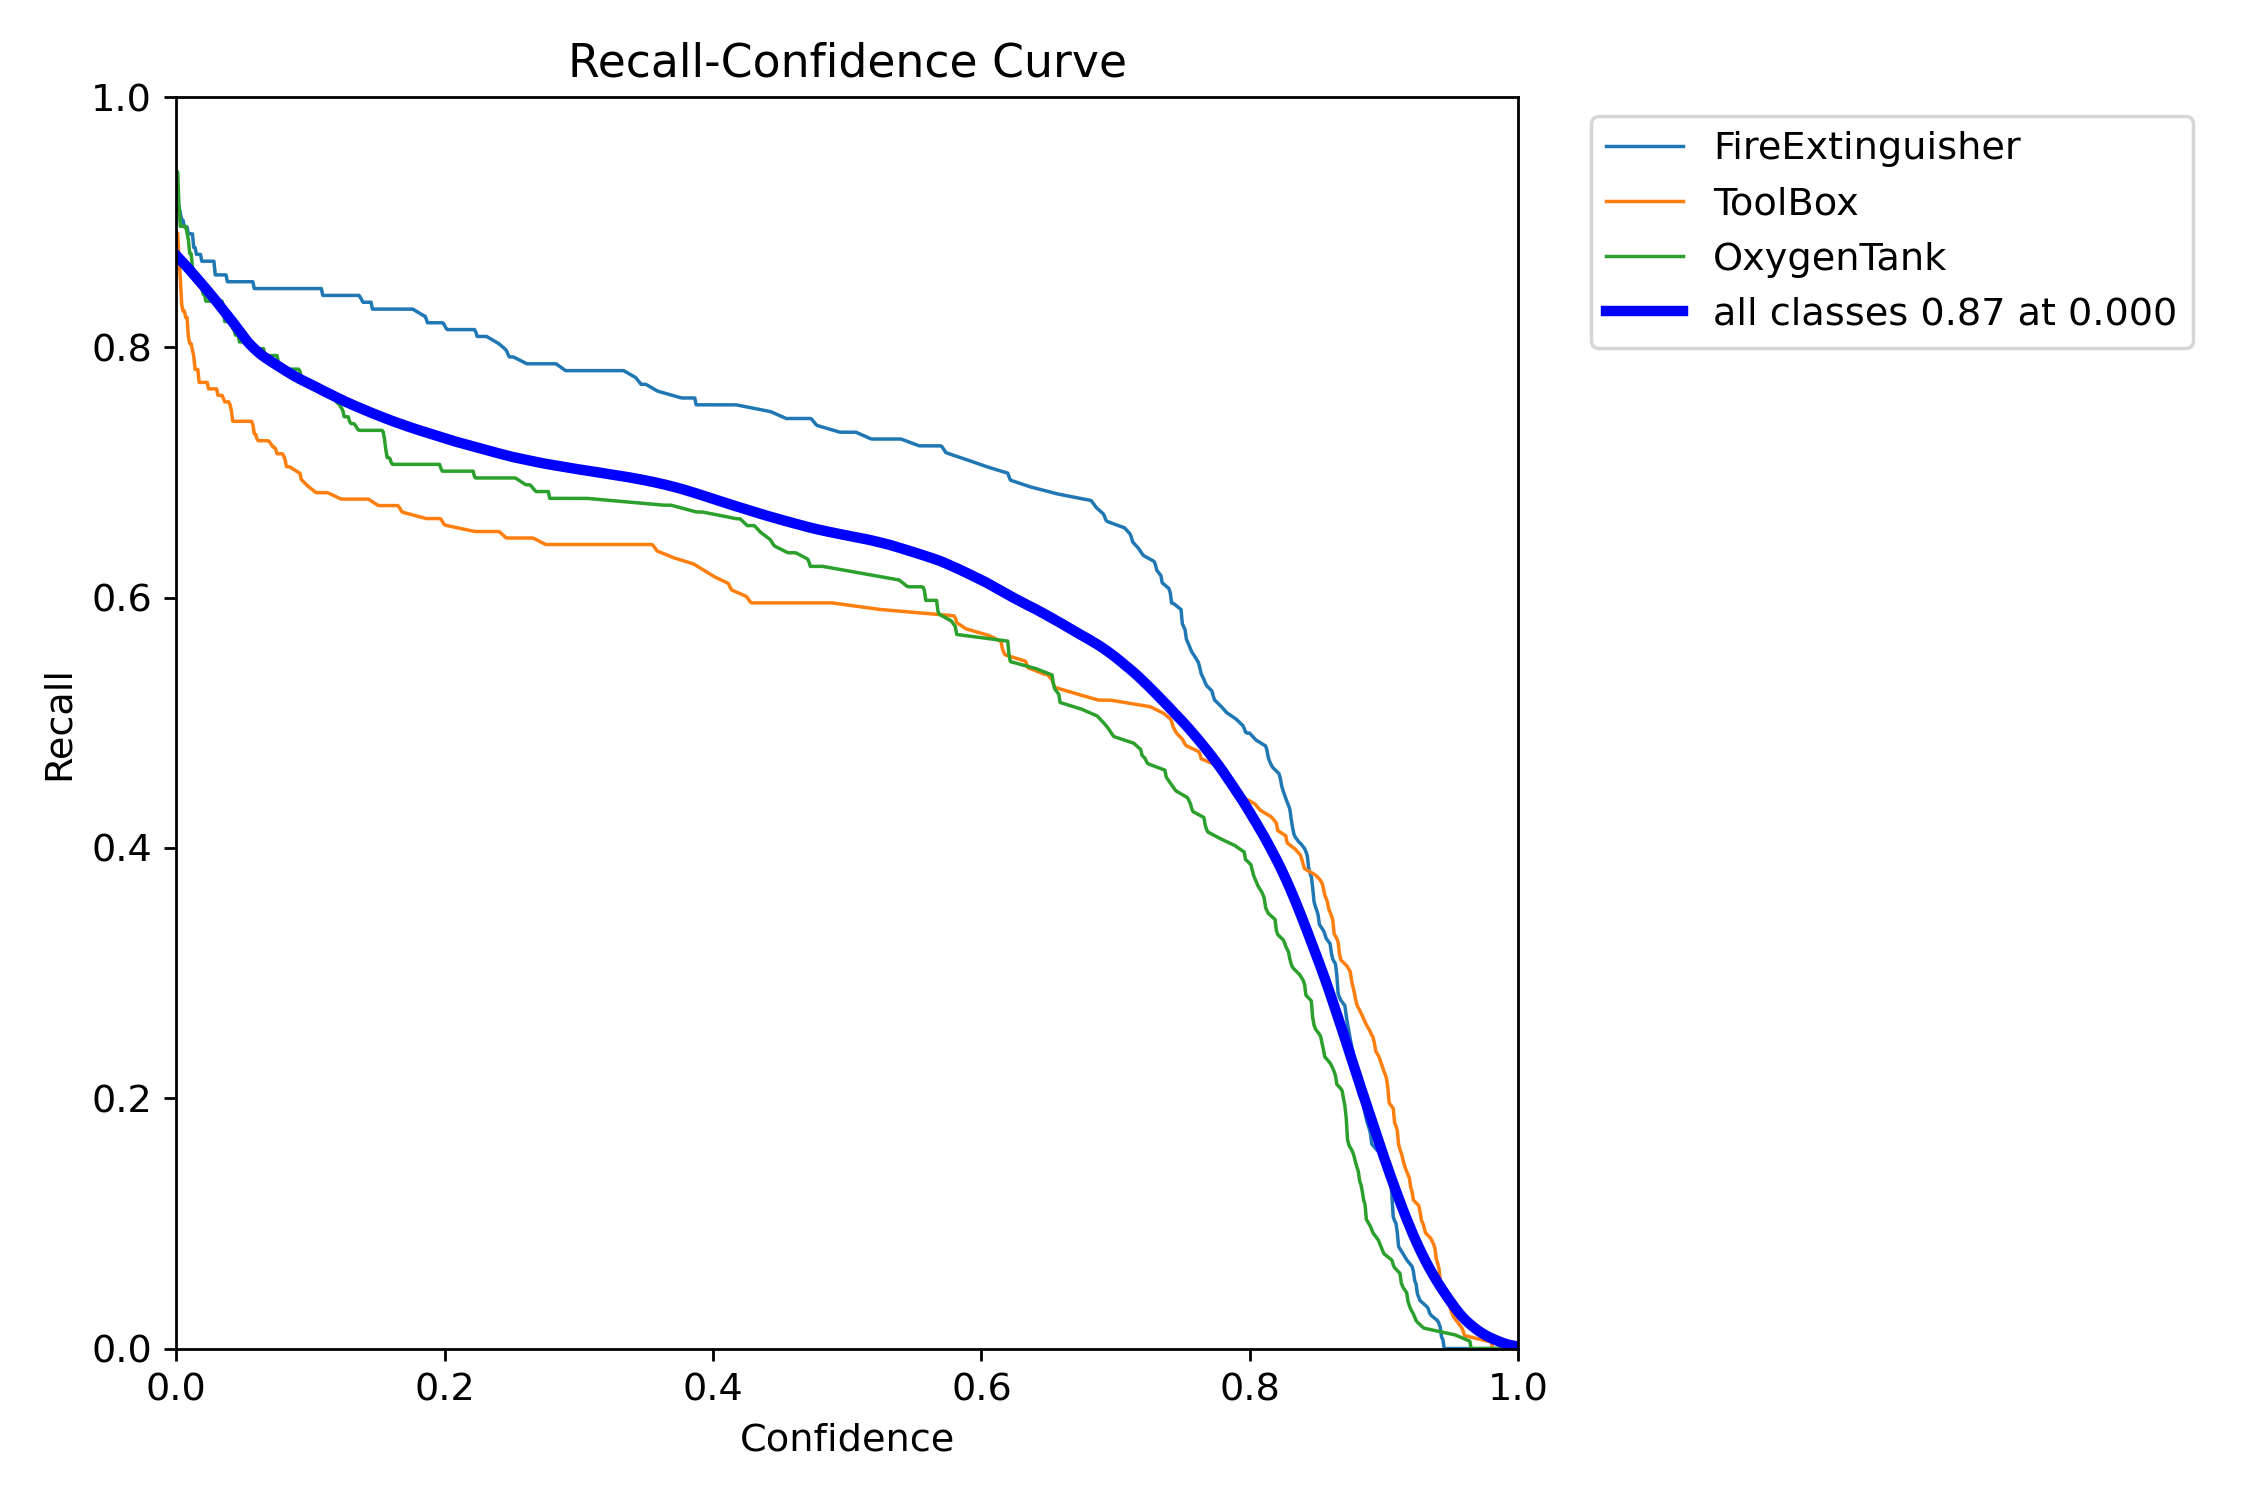 Recall-Confidence Curve
1.0
0.8
0.6
0.4
0.2
0.0
Recall
0.0 0.2 0.4 0.6 0.8 1.0
Confidence
FireExtinguisher
ToolBox
OxygenTank
all classes 0.87 at 0.000